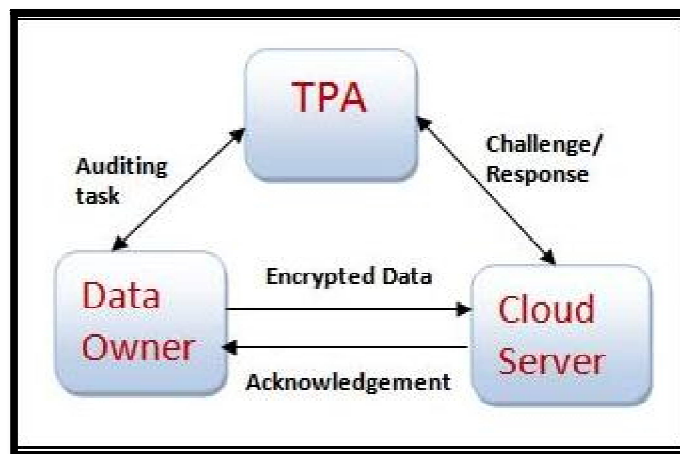 TPA
Auditing
task
Challenge/
Response
Data
Owner
Encrypted Data
Cloud
Server
Acknowledgement